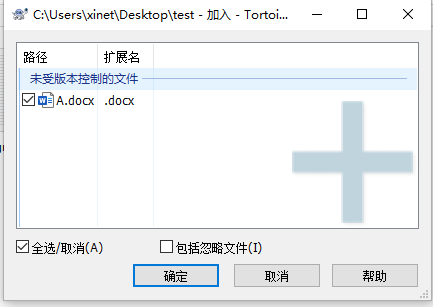 C:\Users\xinet\Desktop\test - 加入 - Tortoi...
路径 扩展名
未受版本控制的文件
A.docx .docx
全选/取消(A) 包括忽略文件(I)
确定 取消 帮助